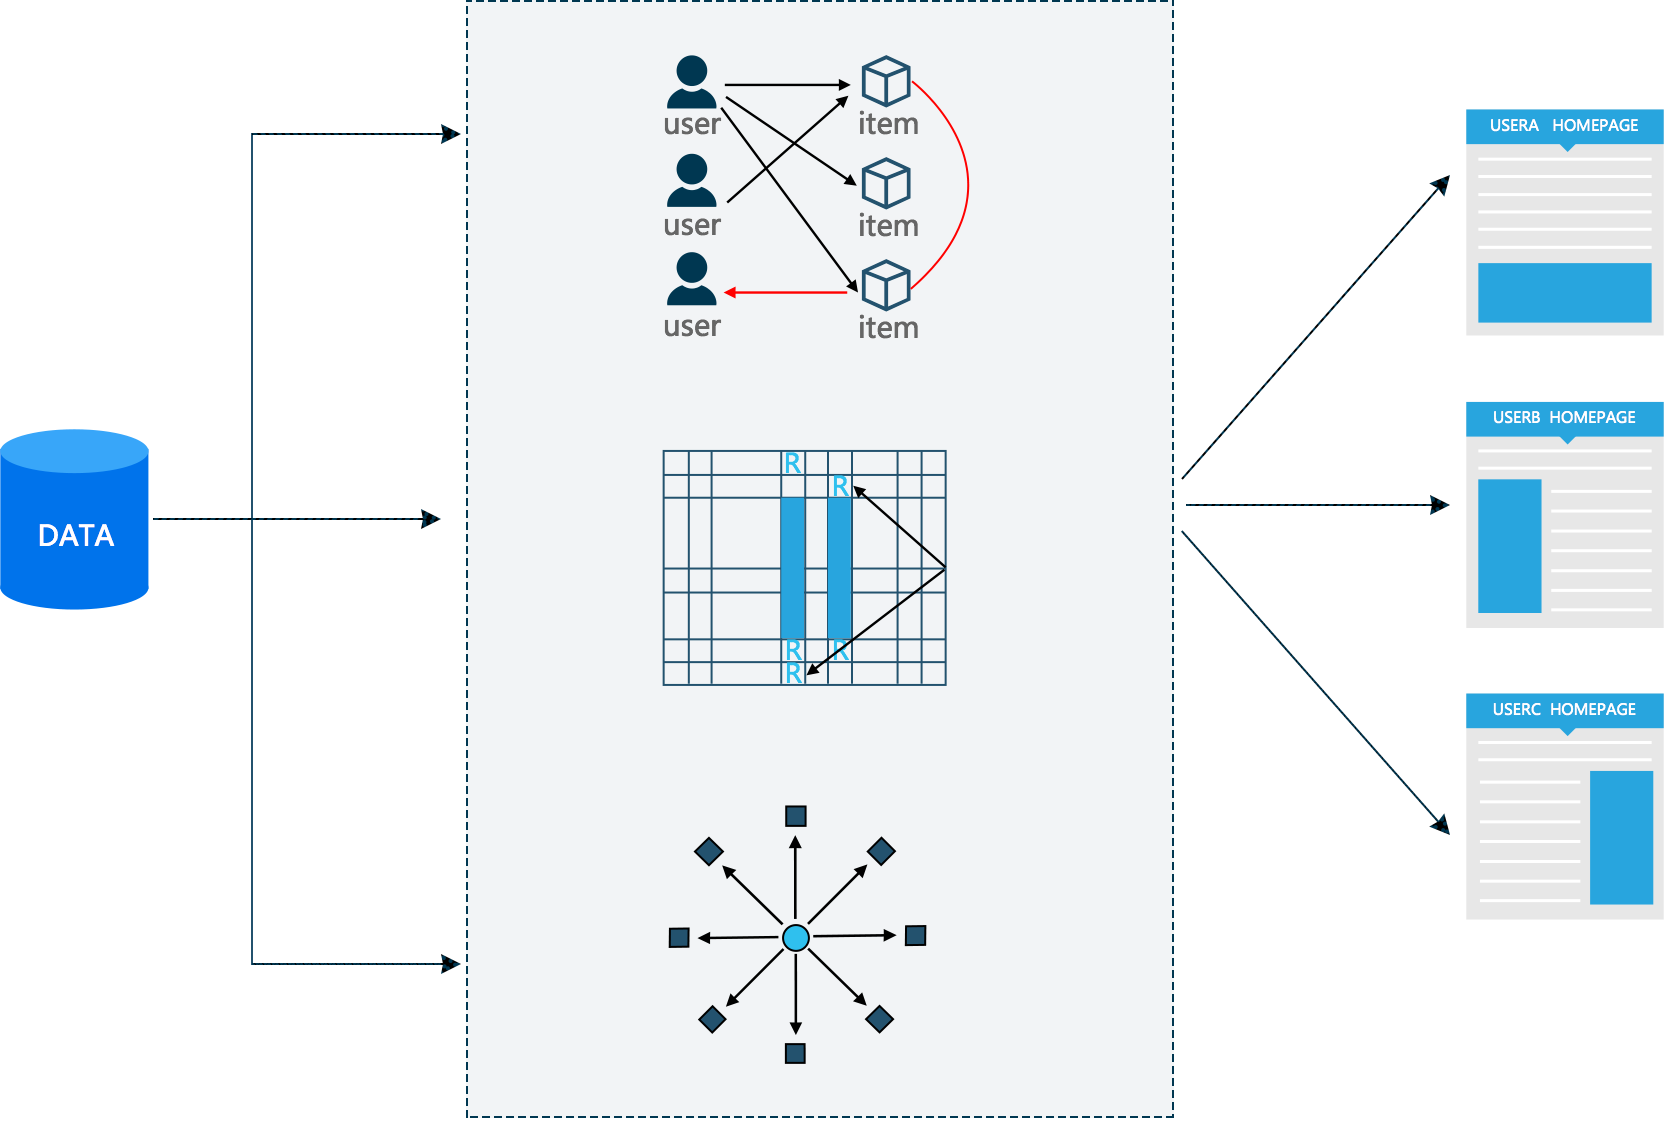 DATA
user
item
user
item
user
item
R
R
R
R
R
USERA HOMEPAGE
USERB HOMEPAGE
USERC HOMEPAGE